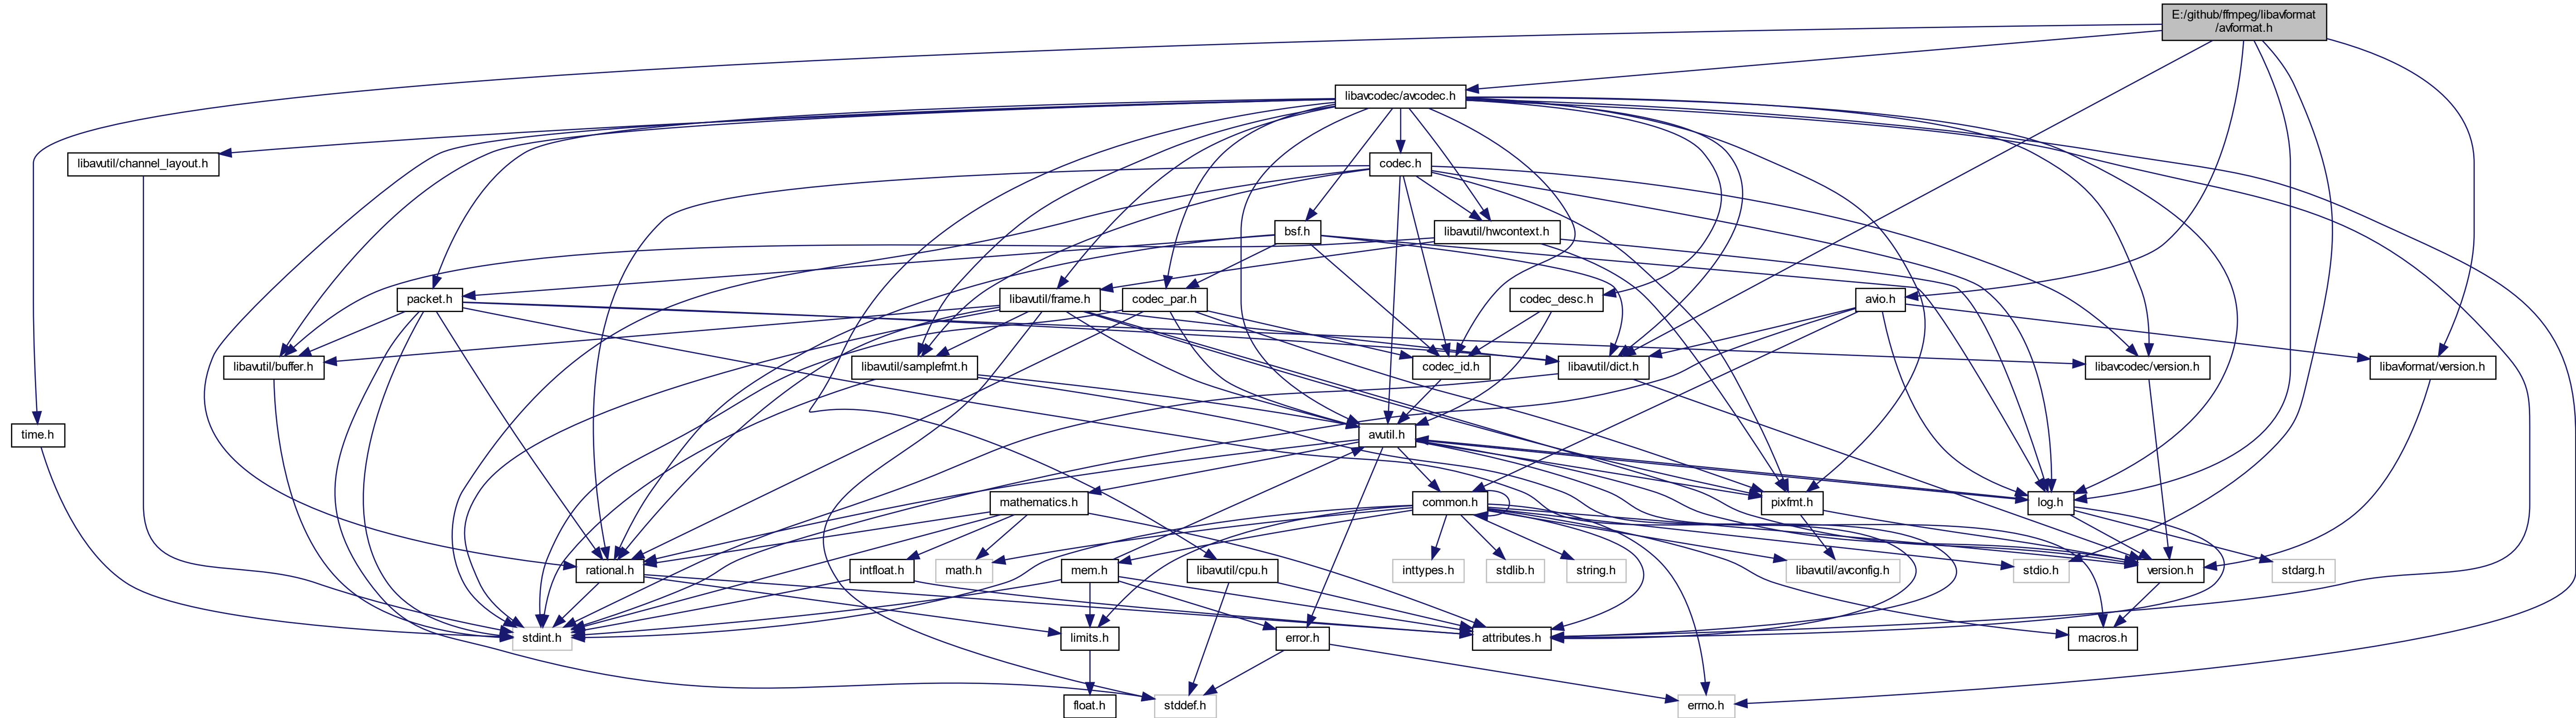 E:/github/ffmpeg/libavformat
/avformat.h
libavcodec/avcodec.h
libavutil/channel_layout.h
codec.h
bsf.h
libavutil/hwcontext.h
packet.h
libavutil/frame.h
codec_par.h
codec_desc.h
avio.h
libavutil/buffer.h
libavutil/samplefmt.h
codec_id.h
libavutil/dict.h
libavcodec/version.h
libavformat/version.h
time.h
avutil.h
mathematics.h
common.h
pixfmt.h
log.h
rational.h
intfloat.h
math.h
mem.h
libavutil/cpu.h
inttypes.h
stdlib.h
string.h
libavutil/avconfig.h
stdio.h
version.h
stdarg.h
stdint.h
limits.h
error.h
attributes.h
macros.h
float.h
stddef.h
errno.h